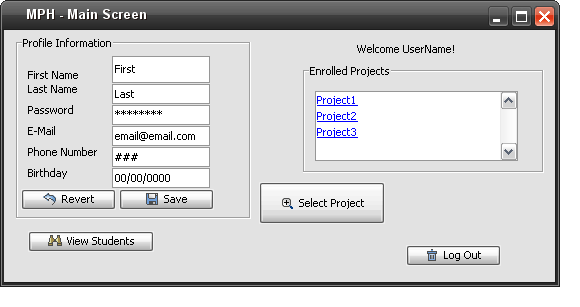 MPH - Main Screen
Profile Information
First Name First
Last Name Last
Password ********
E-Mail email@email.com
Phone Number ###
Birthday 00/00/0000
Revert Save
View Students
Welcome UserName!
Enrolled Projects
Project1
Project2
Project3
Select Project
Log Out